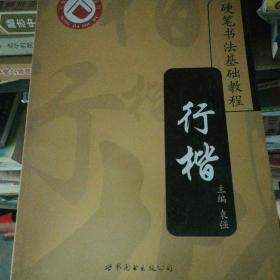 硬笔书法基础教程
行楷
主编 袁强
世界图书出版公司